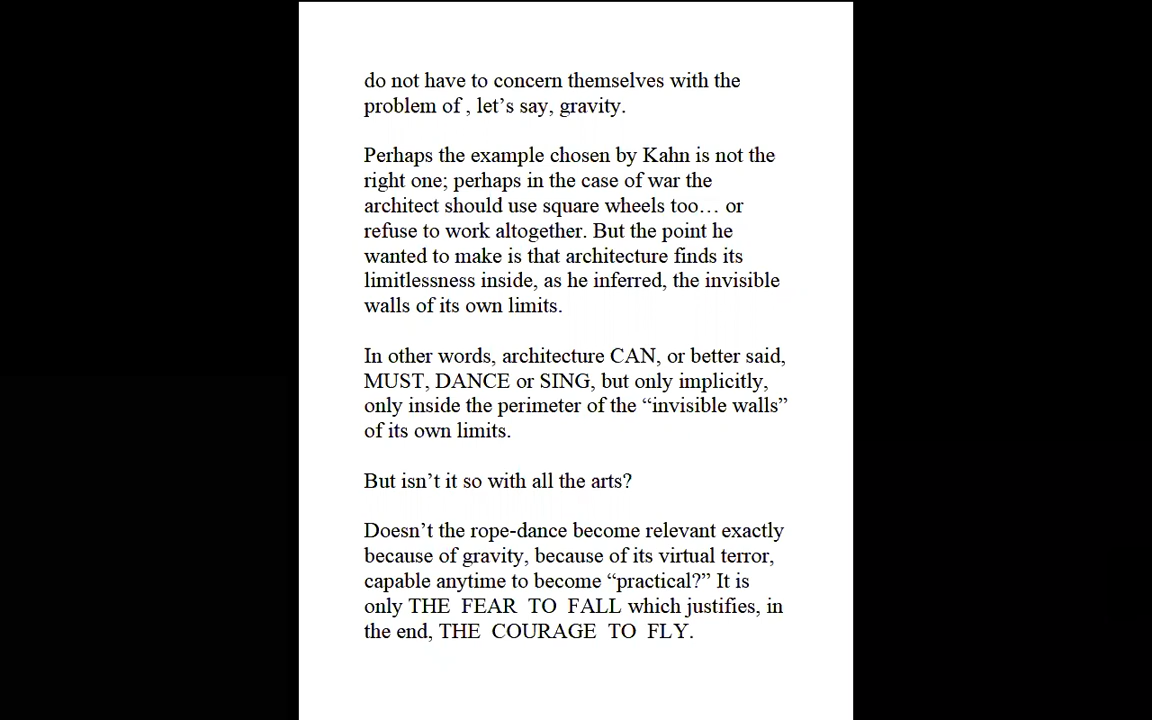 do not have to concern themselves with the
problem of , let’s say, gravity.
Perhaps the example chosen by Kahn is not the
right one; perhaps in the case of war the
architect should use square wheels too… or
refuse to work altogether. But the point he
wanted to make is that architecture finds its
limitlessness inside, as he inferred, the invisible
walls of its own limits.
In other words, architecture CAN, or better said,
MUST, DANCE or SING, but only implicitly,
only inside the perimeter of the “invisible walls”
of its own limits.
But isn’t it so with all the arts?
Doesn’t the rope-dance become relevant exactly
because of gravity, because of its virtual terror,
capable anytime to become “practical?” It is
only THE FEAR TO FALL which justifies, in
the end, THE COURAGE TO FLY.